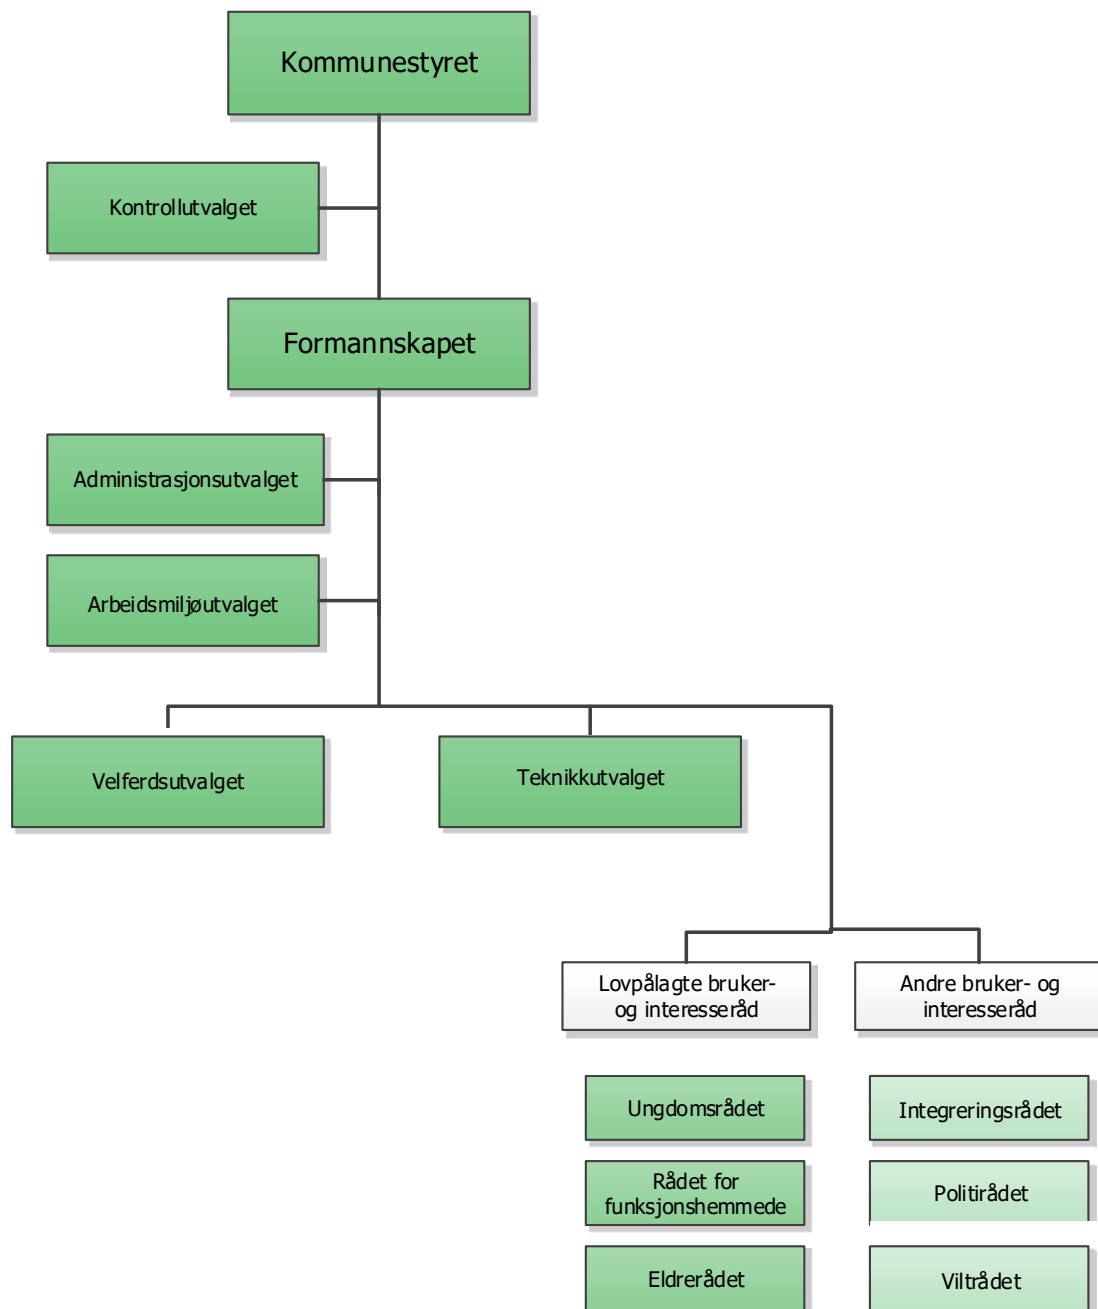 Kommunestyret
Kontrollutvalget
Formannskapet
Administrasjonsutvalget
Arbeidsmiljøutvalget
Velferdsutvalget
Teknikkutvalget
Lovpålagte bruker-
og interesseråd
Andre bruker- og
interesseråd
Ungdomsrådet
Integreringsrådet
Rådet for
funksjonshemmede
Politirådet
Eldrerådet
Viltrådet